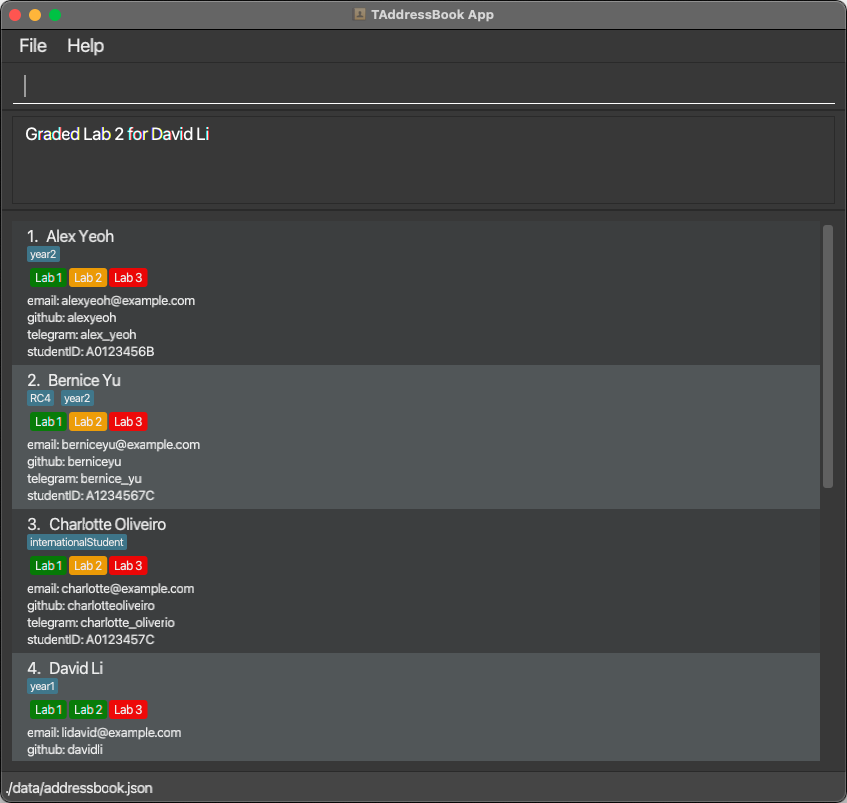 TAddressBook App
File Help
Graded Lab 2 for David Li
1. Alex Yeoh
year2
Lab 1 Lab 2 Lab 3
email: alexyeoh@example.com
github: alexyeoh
telegram: alex_yeoh
studentID: A0123456B
2. Bernice Yu
RC4 year2
Lab 1 Lab 2 Lab 3
email: berniceyu@example.com
github: berniceyu
telegram: bernice_yu
studentID: A1234567C
3. Charlotte Oliveiro
internationalStudent
Lab 1 Lab 2 Lab 3
email: charlotte@example.com
github: charlotteoliveiro
telegram: charlotte_oliverio
studentID: A0123457C
4. David Li
year1
Lab 1 Lab 2 Lab 3
email: lidavid@example.com
github: davidli
./data/addressbook.json